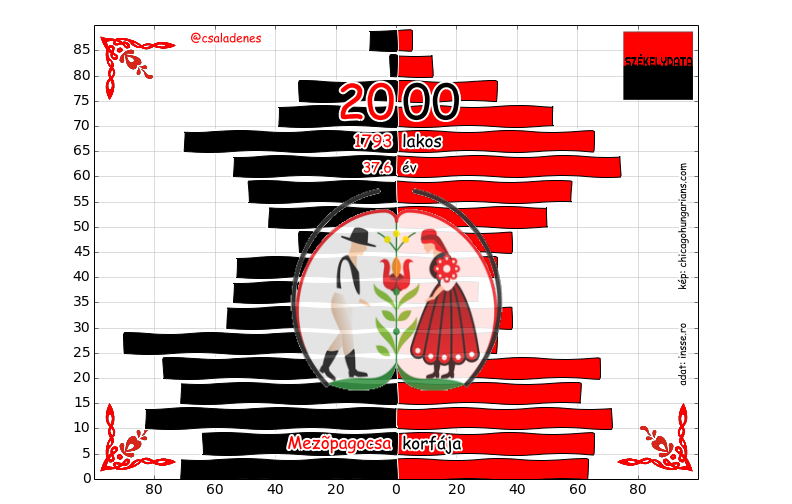 @csaladenes
SZÉKELYDATA
2000
1793 lakos
37.6 év
kép: chicagohungarians.com
adat: insse.ro
Mezőpagocsa korfája
85
80
75
70
65
60
55
50
45
40
35
30
25
20
15
10
5
0
80 60 40 20 0 20 40 60 80